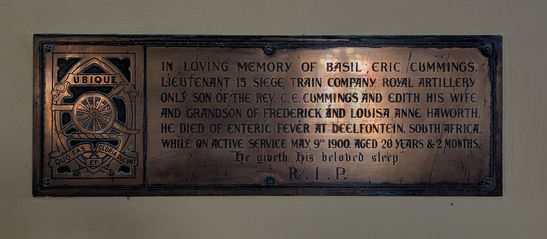 UBIQUE
QUO FAS ET GLORIA DUCUNT
IN LOVING MEMORY OF BASIL ERIC CUMMINGS,
LIEUTENANT 15 SIEGE TRAIN COMPANY ROYAL ARTILLERY
ONLY SON OF THE REV. C.E. CUMMINGS AND EDITH HIS WIFE
AND GRANDSON OF FREDERICK AND LOUISA ANNE HAWORTH.
HE DIED OF ENTERIC FEVER AT DEELFONTEIN, SOUTH AFRICA,
WHILE ON ACTIVE SERVICE MAY 9TH 1900. AGED 20 YEARS & 2 MONTHS.
"He giveth His beloved sleep"
R.I.P.